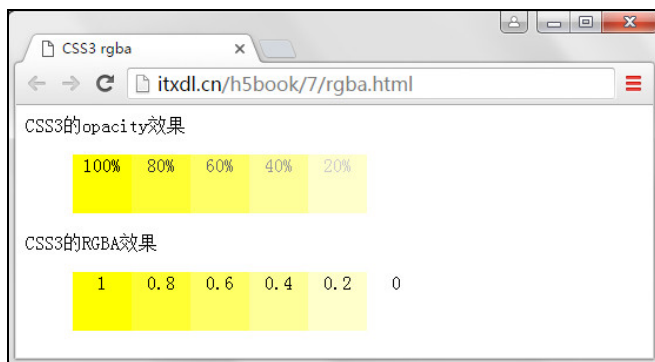 CSS3 rgba
itxdl.cn/h5book/7/rgba.html
CSS3的opacity效果
100% 80% 60% 40% 20%
CSS3的RGBA效果
1 0.8 0.6 0.4 0.2 0